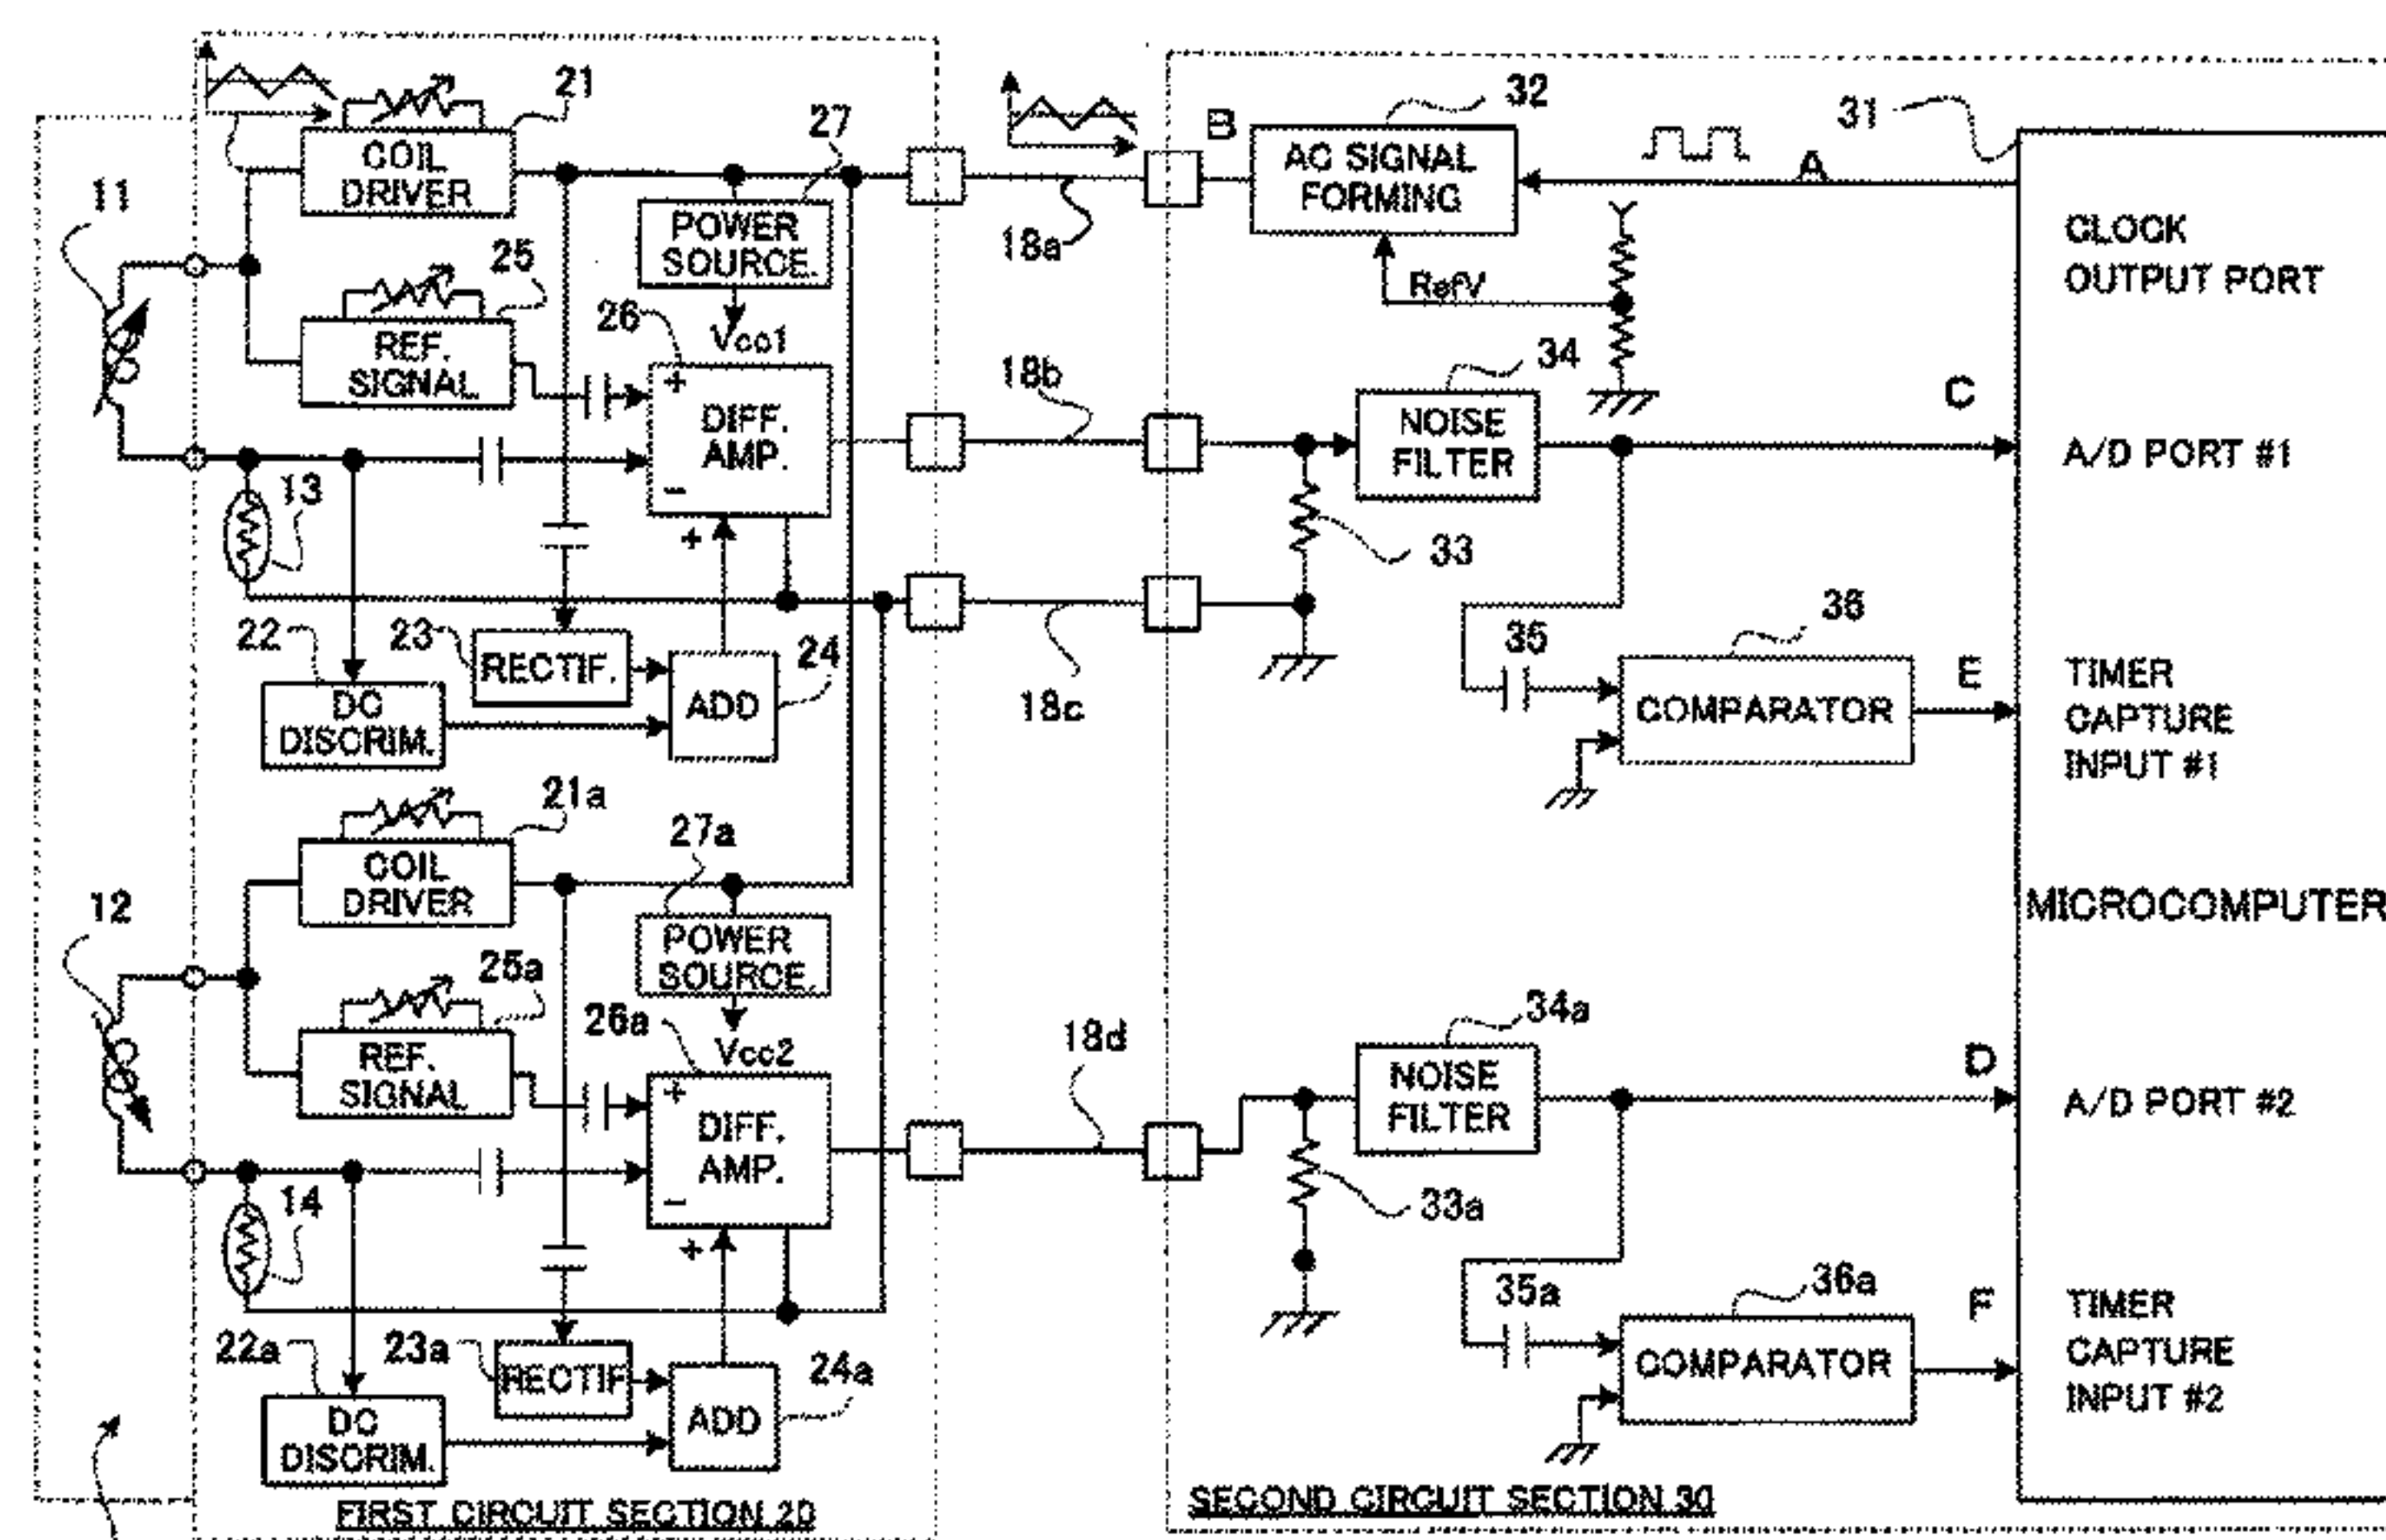 21
COIL
DRIVER
27
POWER
SOURCE.
Vcc1
11
25
REF.
SIGNAL
26
+
DIFF.
AMP.
−
+
13
22
DC
DISCRIM.
23
RECTIF.
24
ADD
21a
COIL
DRIVER
27a
POWER
SOURCE.
Vcc2
12
25a
REF.
SIGNAL
26a
+
DIFF.
AMP.
−
+
14
22a
DC
DISCRIM.
23a
RECTIF
24a
ADD
FIRST CIRCUIT SECTION 20
18a
18b
18c
18d
B
32
AC SIGNAL
FORMING
RefV
A
31
CLOCK
OUTPUT PORT
34
NOISE
FILTER
33
C
A/D PORT #1
35
36
COMPARATOR
E
TIMER
CAPTURE
INPUT #1
MICROCOMPUTER
34a
NOISE
FILTER
33a
D
A/D PORT #2
35a
36a
COMPARATOR
F
TIMER
CAPTURE
INPUT #2
SECOND CIRCUIT SECTION 30